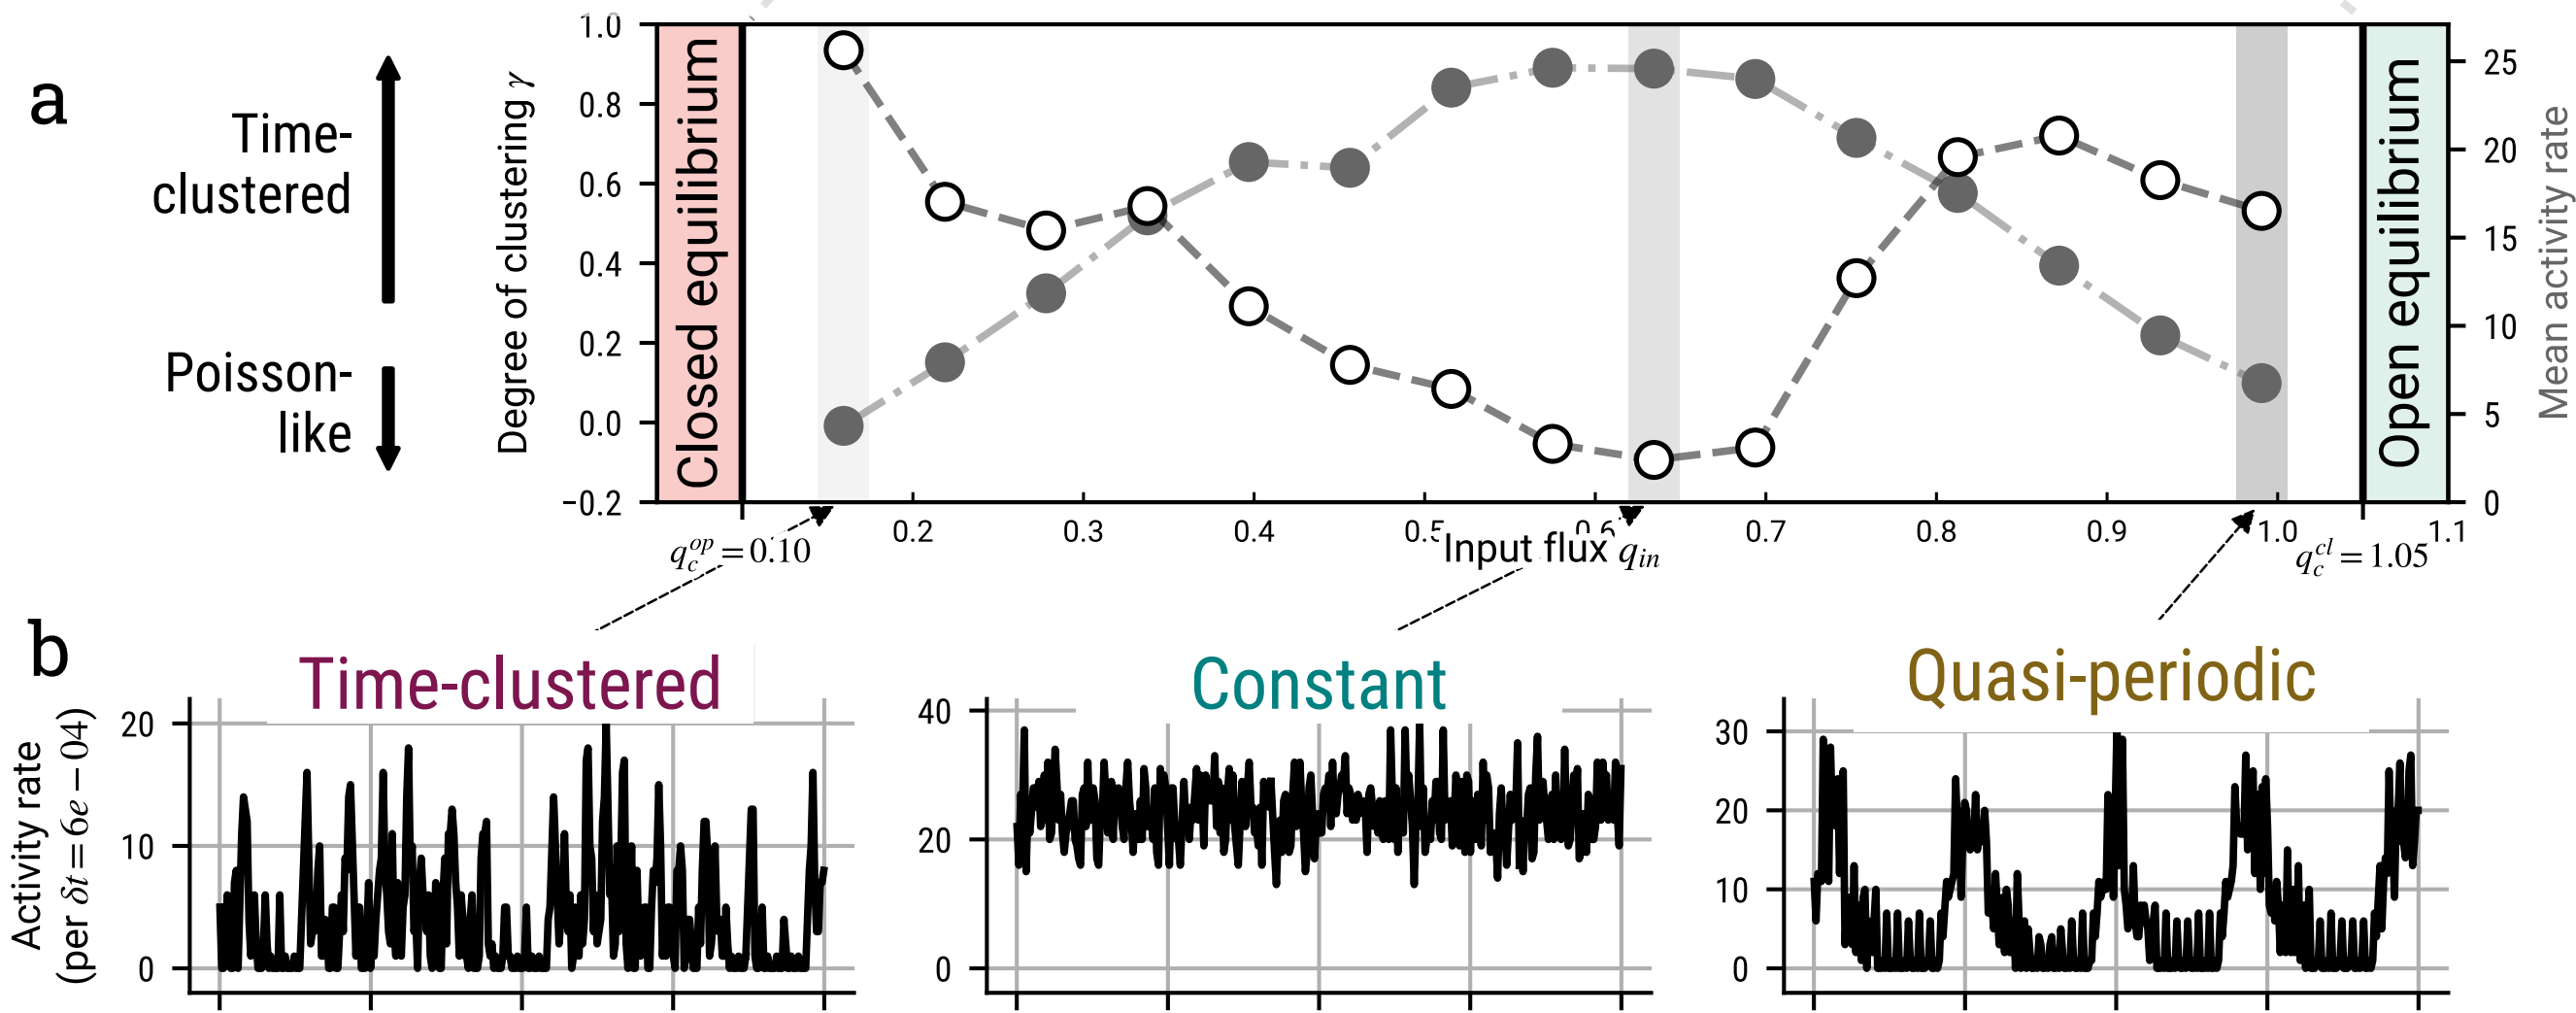 a
Time-
clustered
Poisson-
like
Degree of clustering γ
1.0
0.8
0.6
0.4
0.2
0.0
−0.2
Closed equilibrium
Open equilibrium
25
20
15
10
5
0
Mean activity rate
0.2
0.3
0.4
0.5
0.6
0.7
0.8
0.9
1.0
1.1
q_c^{op} = 0.10
Input flux q_{in}
q_c^{cl} = 1.05
b
Time-clustered
Constant
Quasi-periodic
Activity rate
(per δt = 6e − 04)
20
10
0
40
20
0
30
20
10
0